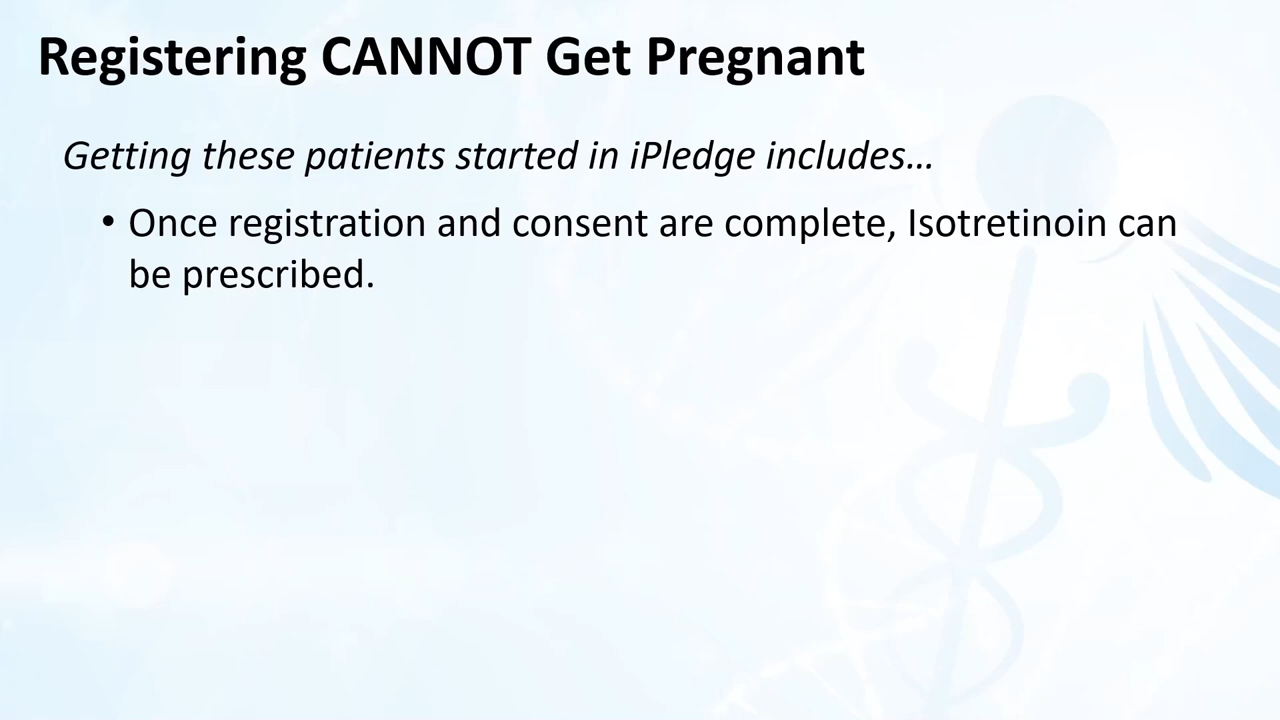 Registering CANNOT Get Pregnant
Getting these patients started in iPledge includes…
• Once registration and consent are complete, Isotretinoin can
be prescribed.